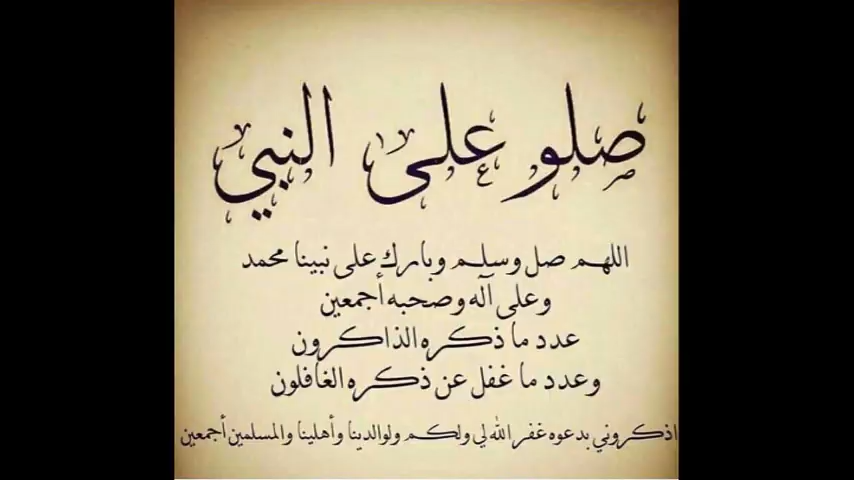 صلو على النبي
اللهم صل وسلم وبارك على نبينا محمد
وعلى آله وصحبه أجمعين
عدد ما ذكره الذاكرون
وعدد ما غفل عن ذكره الغافلون
اذكروني بدعوه غفر الله لي ولكم ولوالدينا وأهلينا والمسلمين أجمعين